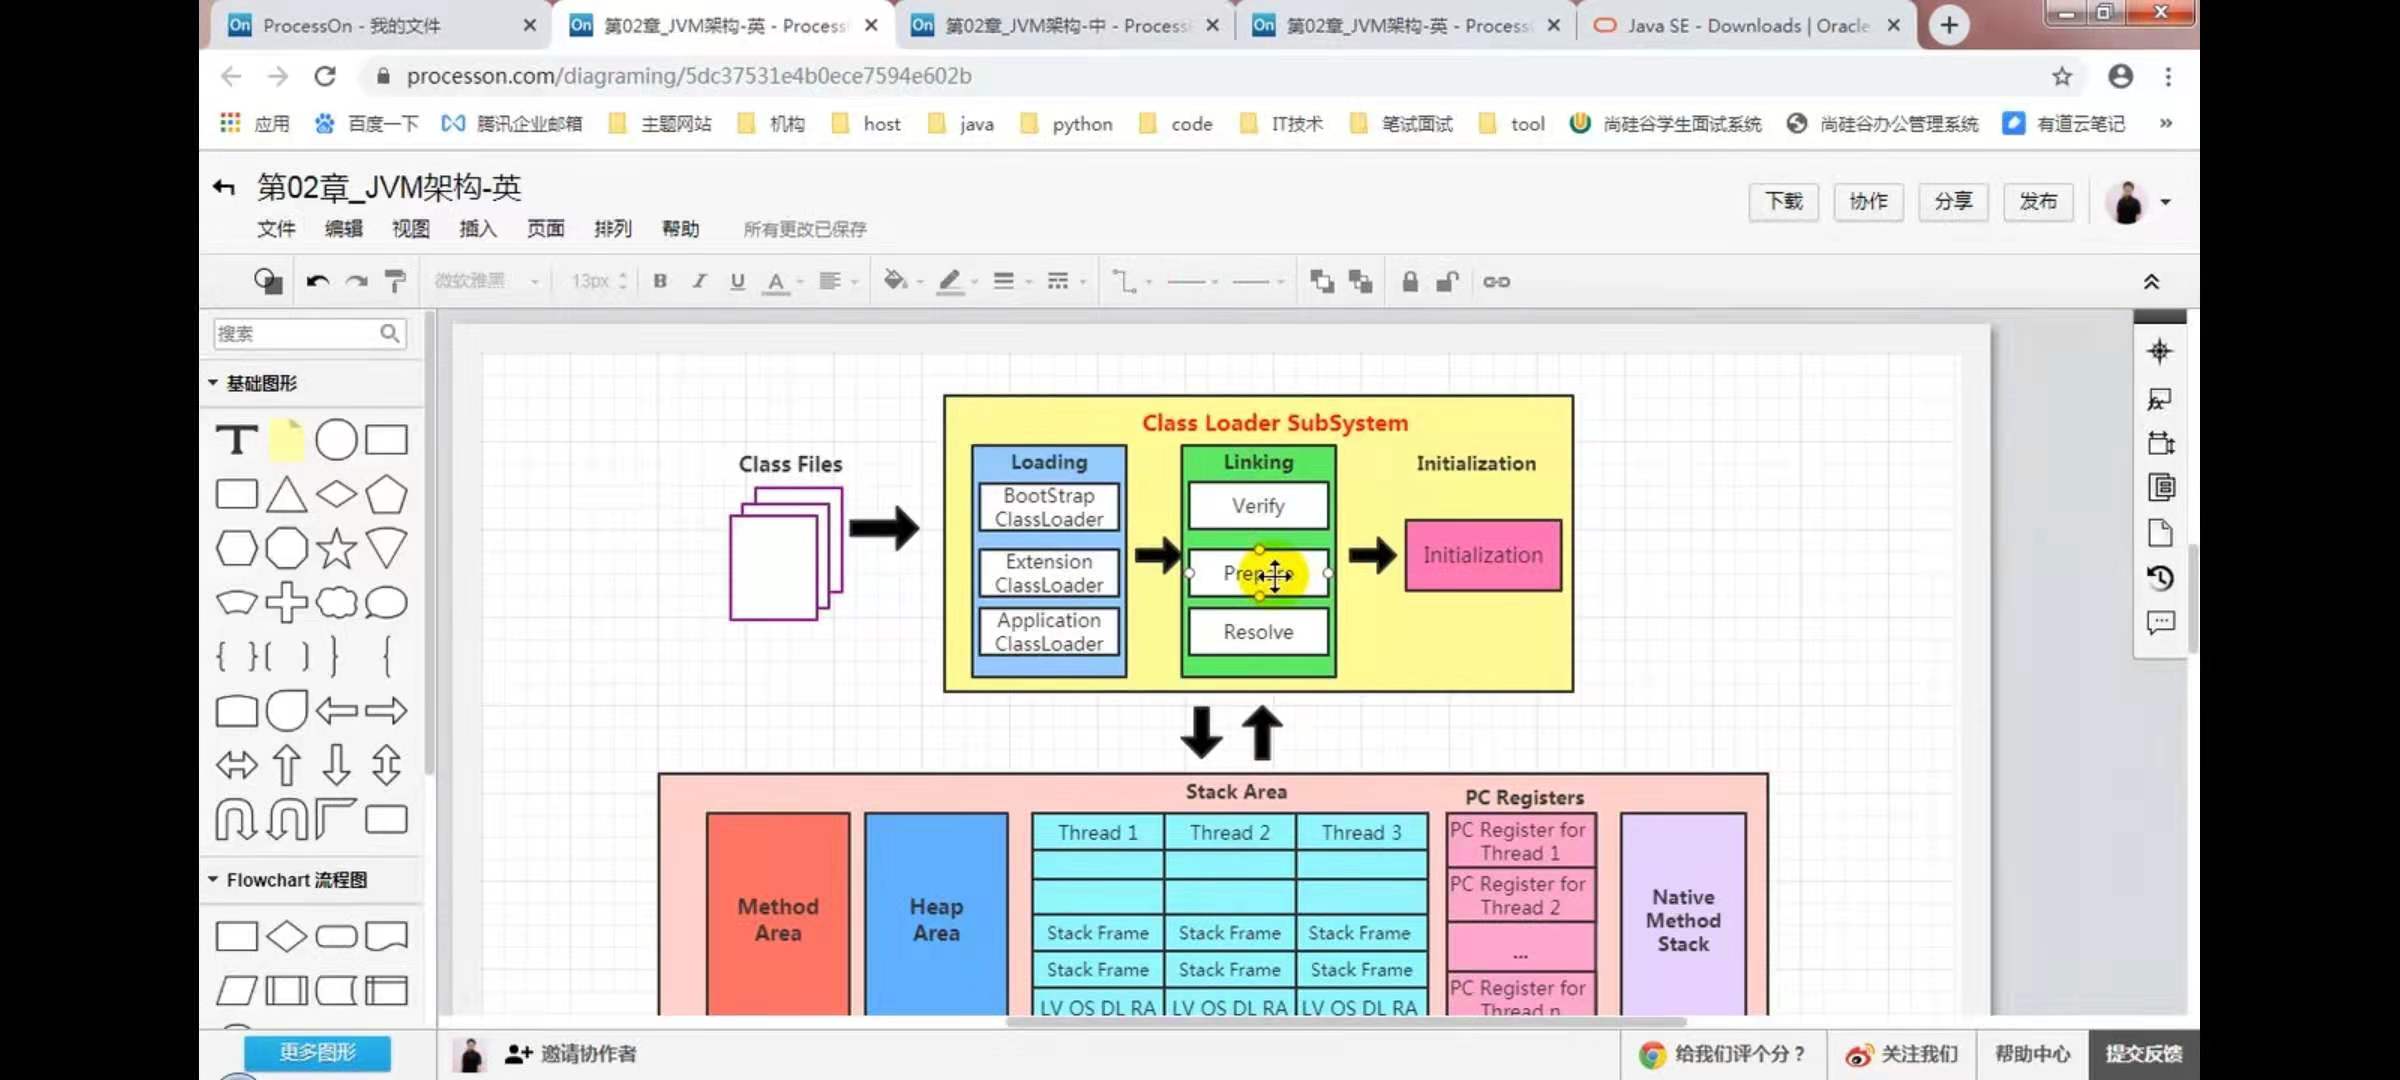 ProcessOn - 我的文件
第02章_JVM架构-英 - Process
第02章_JVM架构-中 - Process
第02章_JVM架构-英 - Process
Java SE - Downloads | Oracle
processon.com/diagraming/5dc37531e4b0ece7594e602b
应用 百度一下 腾讯企业邮箱 主题网站 机构 host java python code IT技术 笔试面试 tool 尚硅谷学生面试系统 尚硅谷办公管理系统 有道云笔记 »
第02章_JVM架构-英
下载 协作 分享 发布
文件 编辑 视图 插入 页面 排列 帮助 所有更改已保存
微软雅黑 13px B I U A
搜索
基础图形
Flowchart 流程图
更多图形
Class Files
Class Loader SubSystem
Loading
BootStrap
ClassLoader
Extension
ClassLoader
Application
ClassLoader
Linking
Verify
Prepare
Resolve
Initialization
Initialization
Method
Area
Heap
Area
Stack Area
Thread 1 Thread 2 Thread 3
Stack Frame Stack Frame Stack Frame
Stack Frame Stack Frame Stack Frame
LV OS DL RA LV OS DL RA LV OS DL RA
PC Registers
PC Register for
Thread 1
PC Register for
Thread 2
...
PC Register for
Thread n
Native
Method
Stack
邀请协作者
给我们评个分？ 关注我们 帮助中心 提交反馈